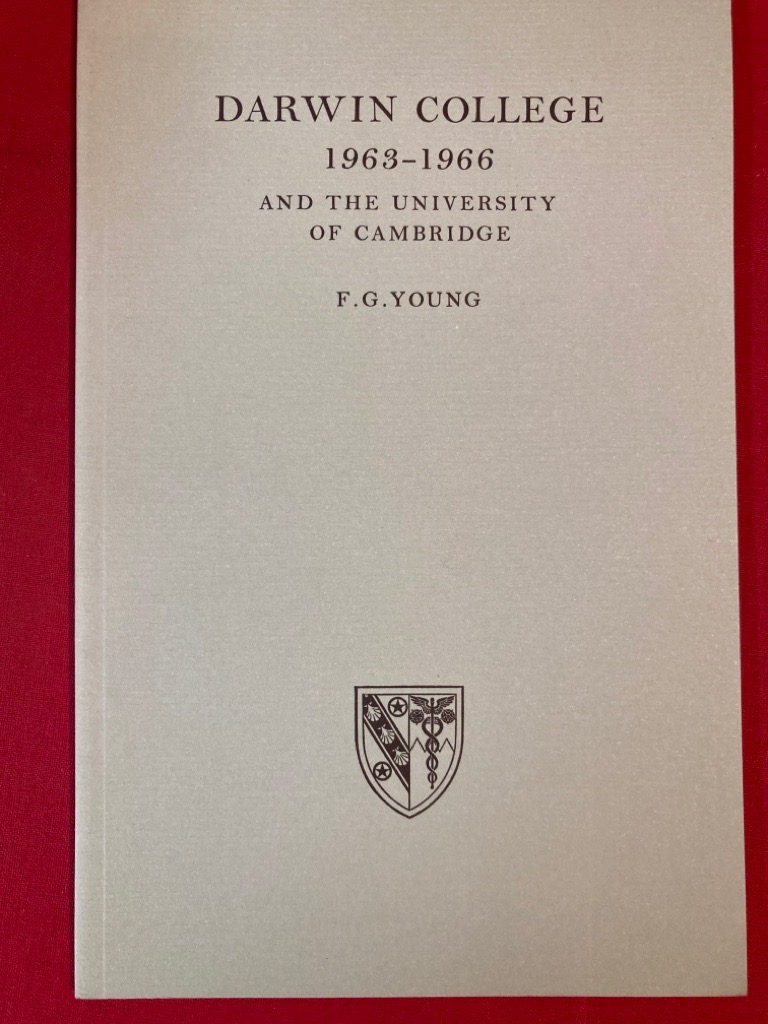 DARWIN COLLEGE
1963–1966
AND THE UNIVERSITY
OF CAMBRIDGE
F.G.YOUNG